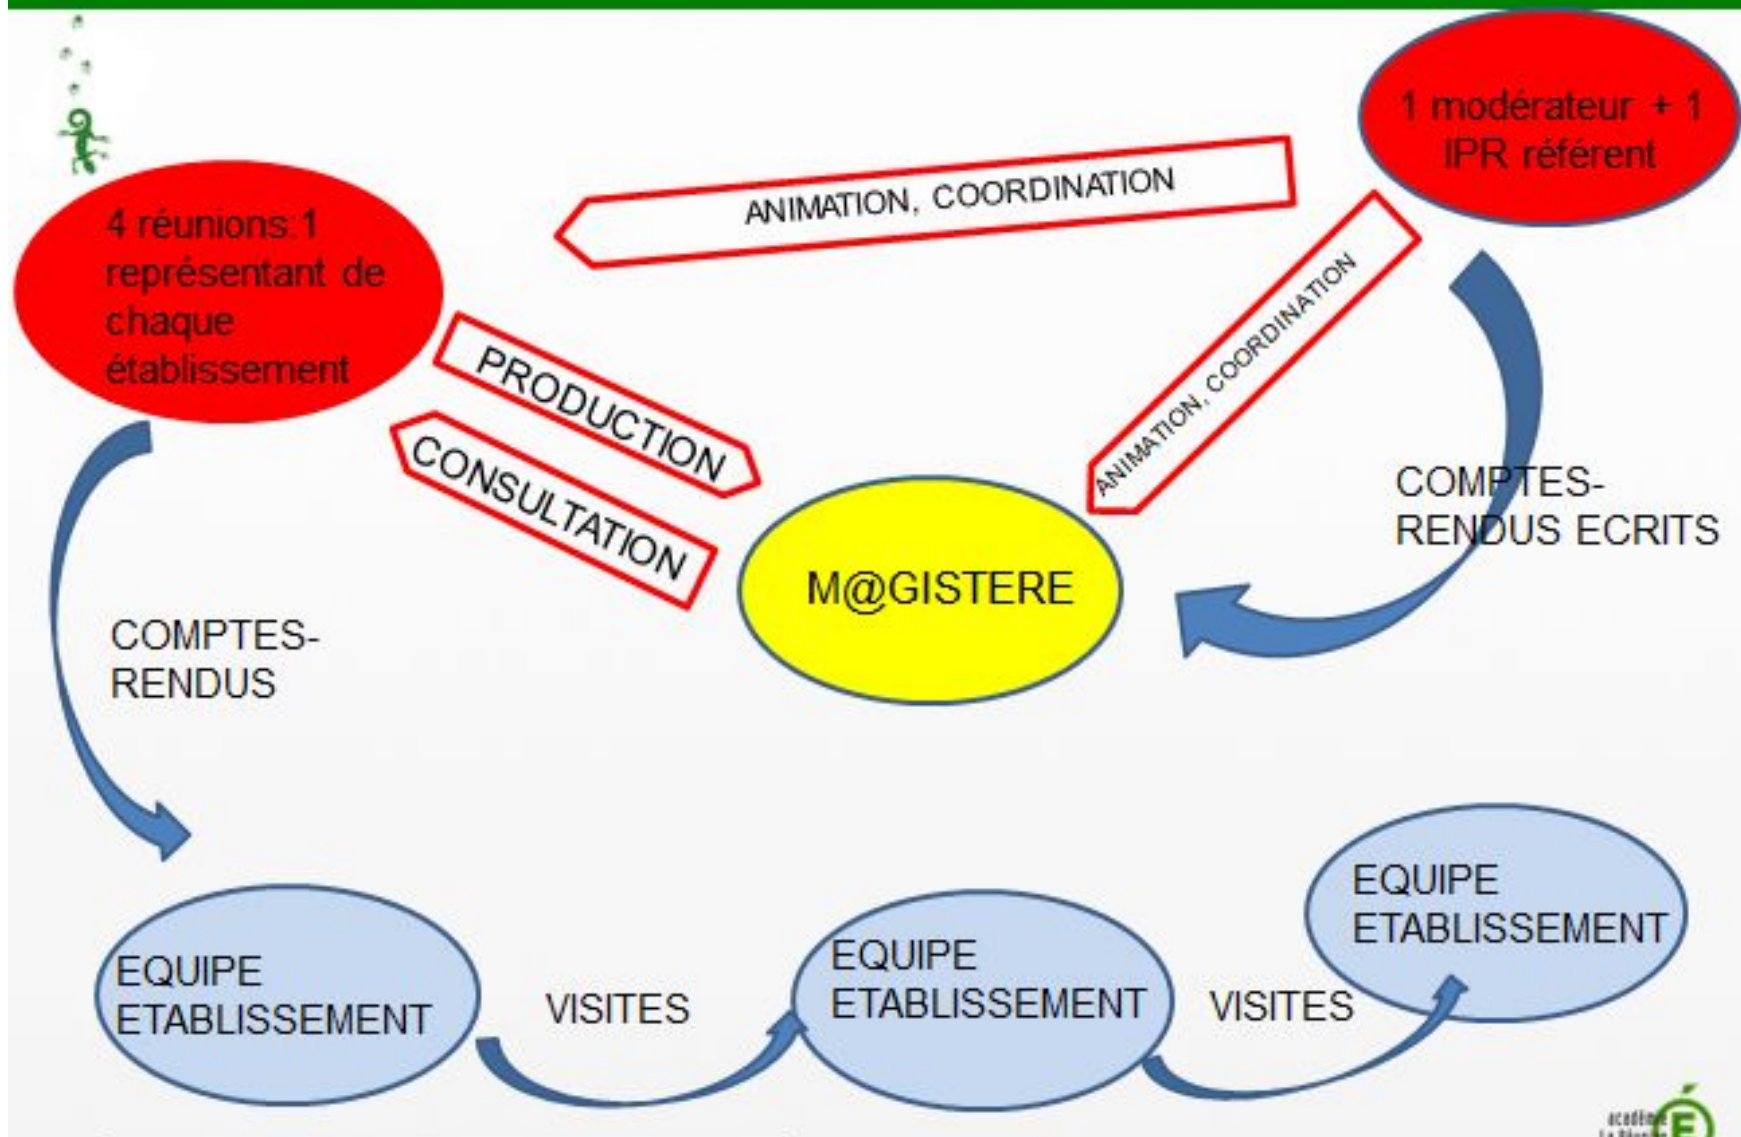 1 modérateur + 1
IPR référent
ANIMATION, COORDINATION
4 réunions:1
représentant de
chaque
établissement
ANIMATION, COORDINATION
PRODUCTION
CONSULTATION
COMPTES-
RENDUS ECRITS
M@GISTERE
COMPTES-
RENDUS
EQUIPE
ETABLISSEMENT
VISITES
EQUIPE
ETABLISSEMENT
VISITES
EQUIPE
ETABLISSEMENT
académie
É